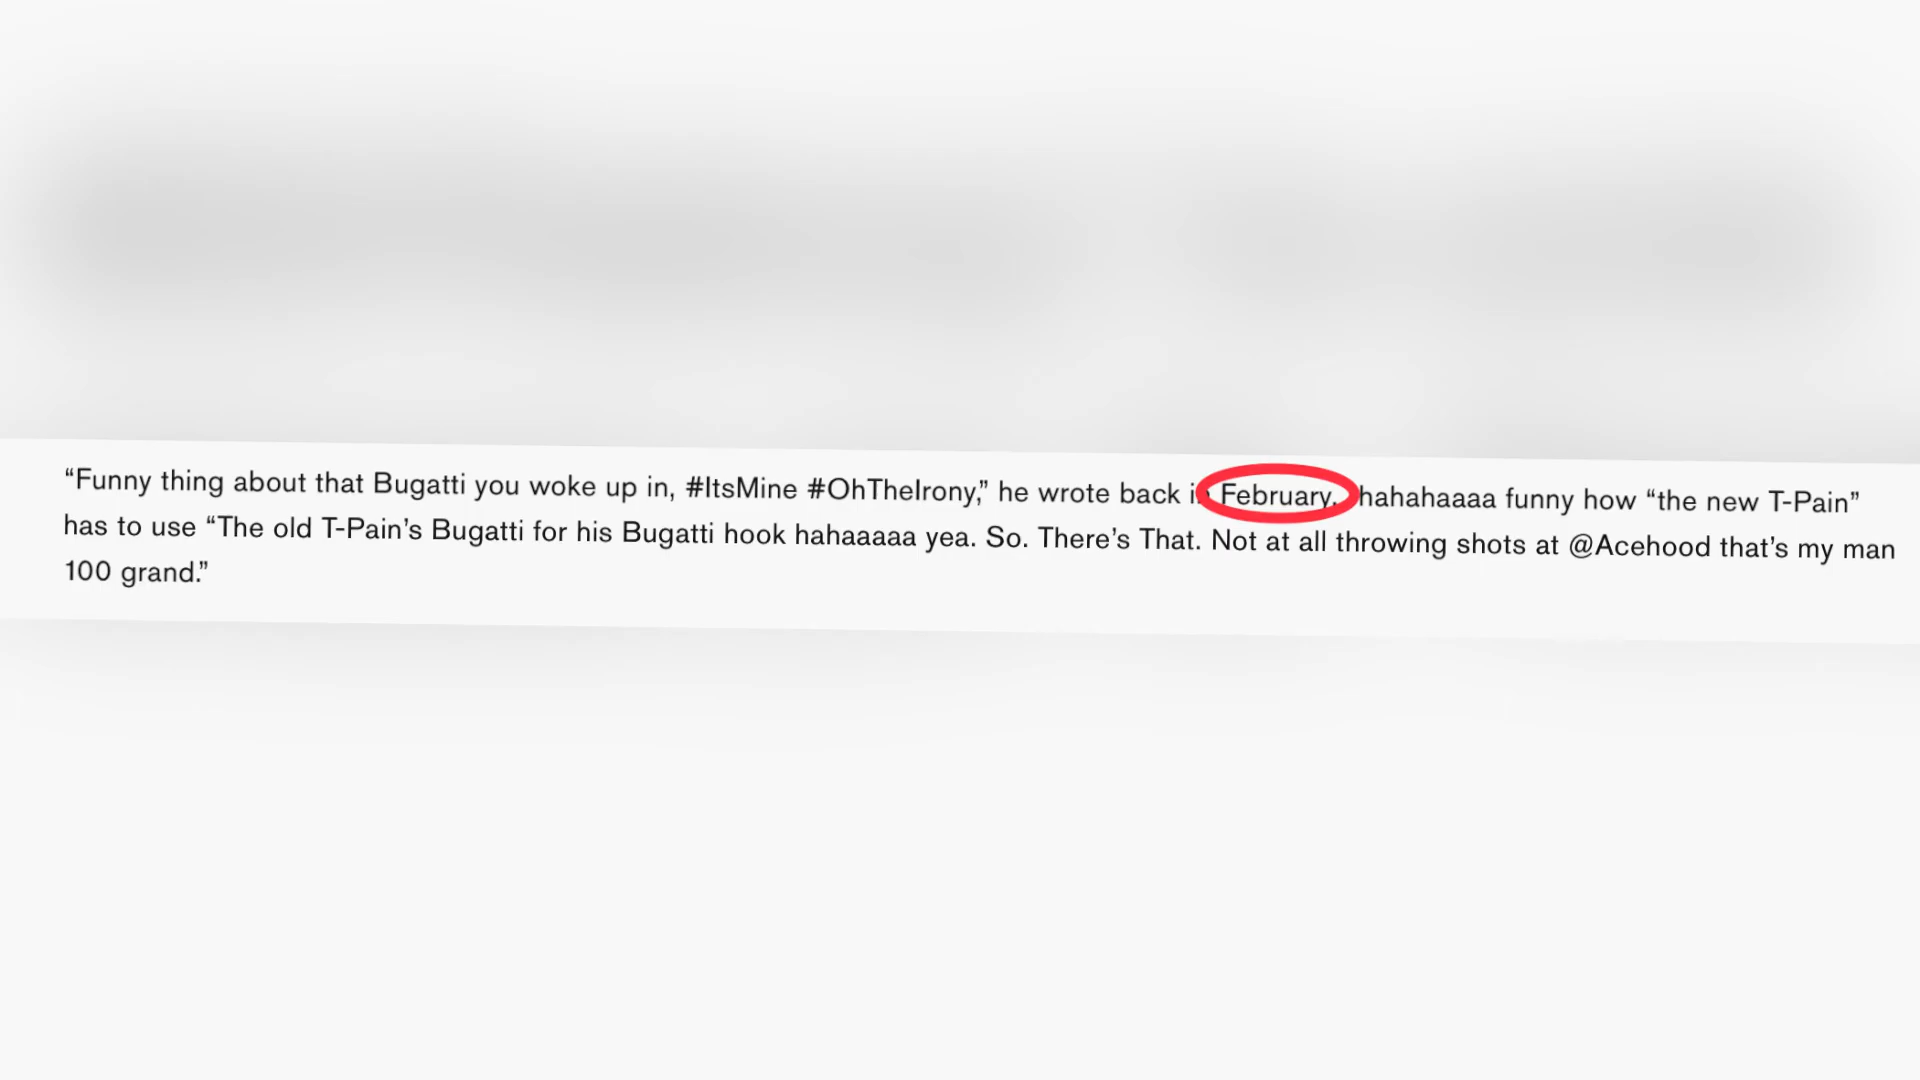 “Funny thing about that Bugatti you woke up in, #ItsMine #OhTheIrony,” he wrote back in February, hahahaaaa funny how “the new T-Pain”
has to use “The old T-Pain’s Bugatti for his Bugatti hook hahaaaaa yea. So. There’s That. Not at all throwing shots at @Acehood that’s my man
100 grand.”